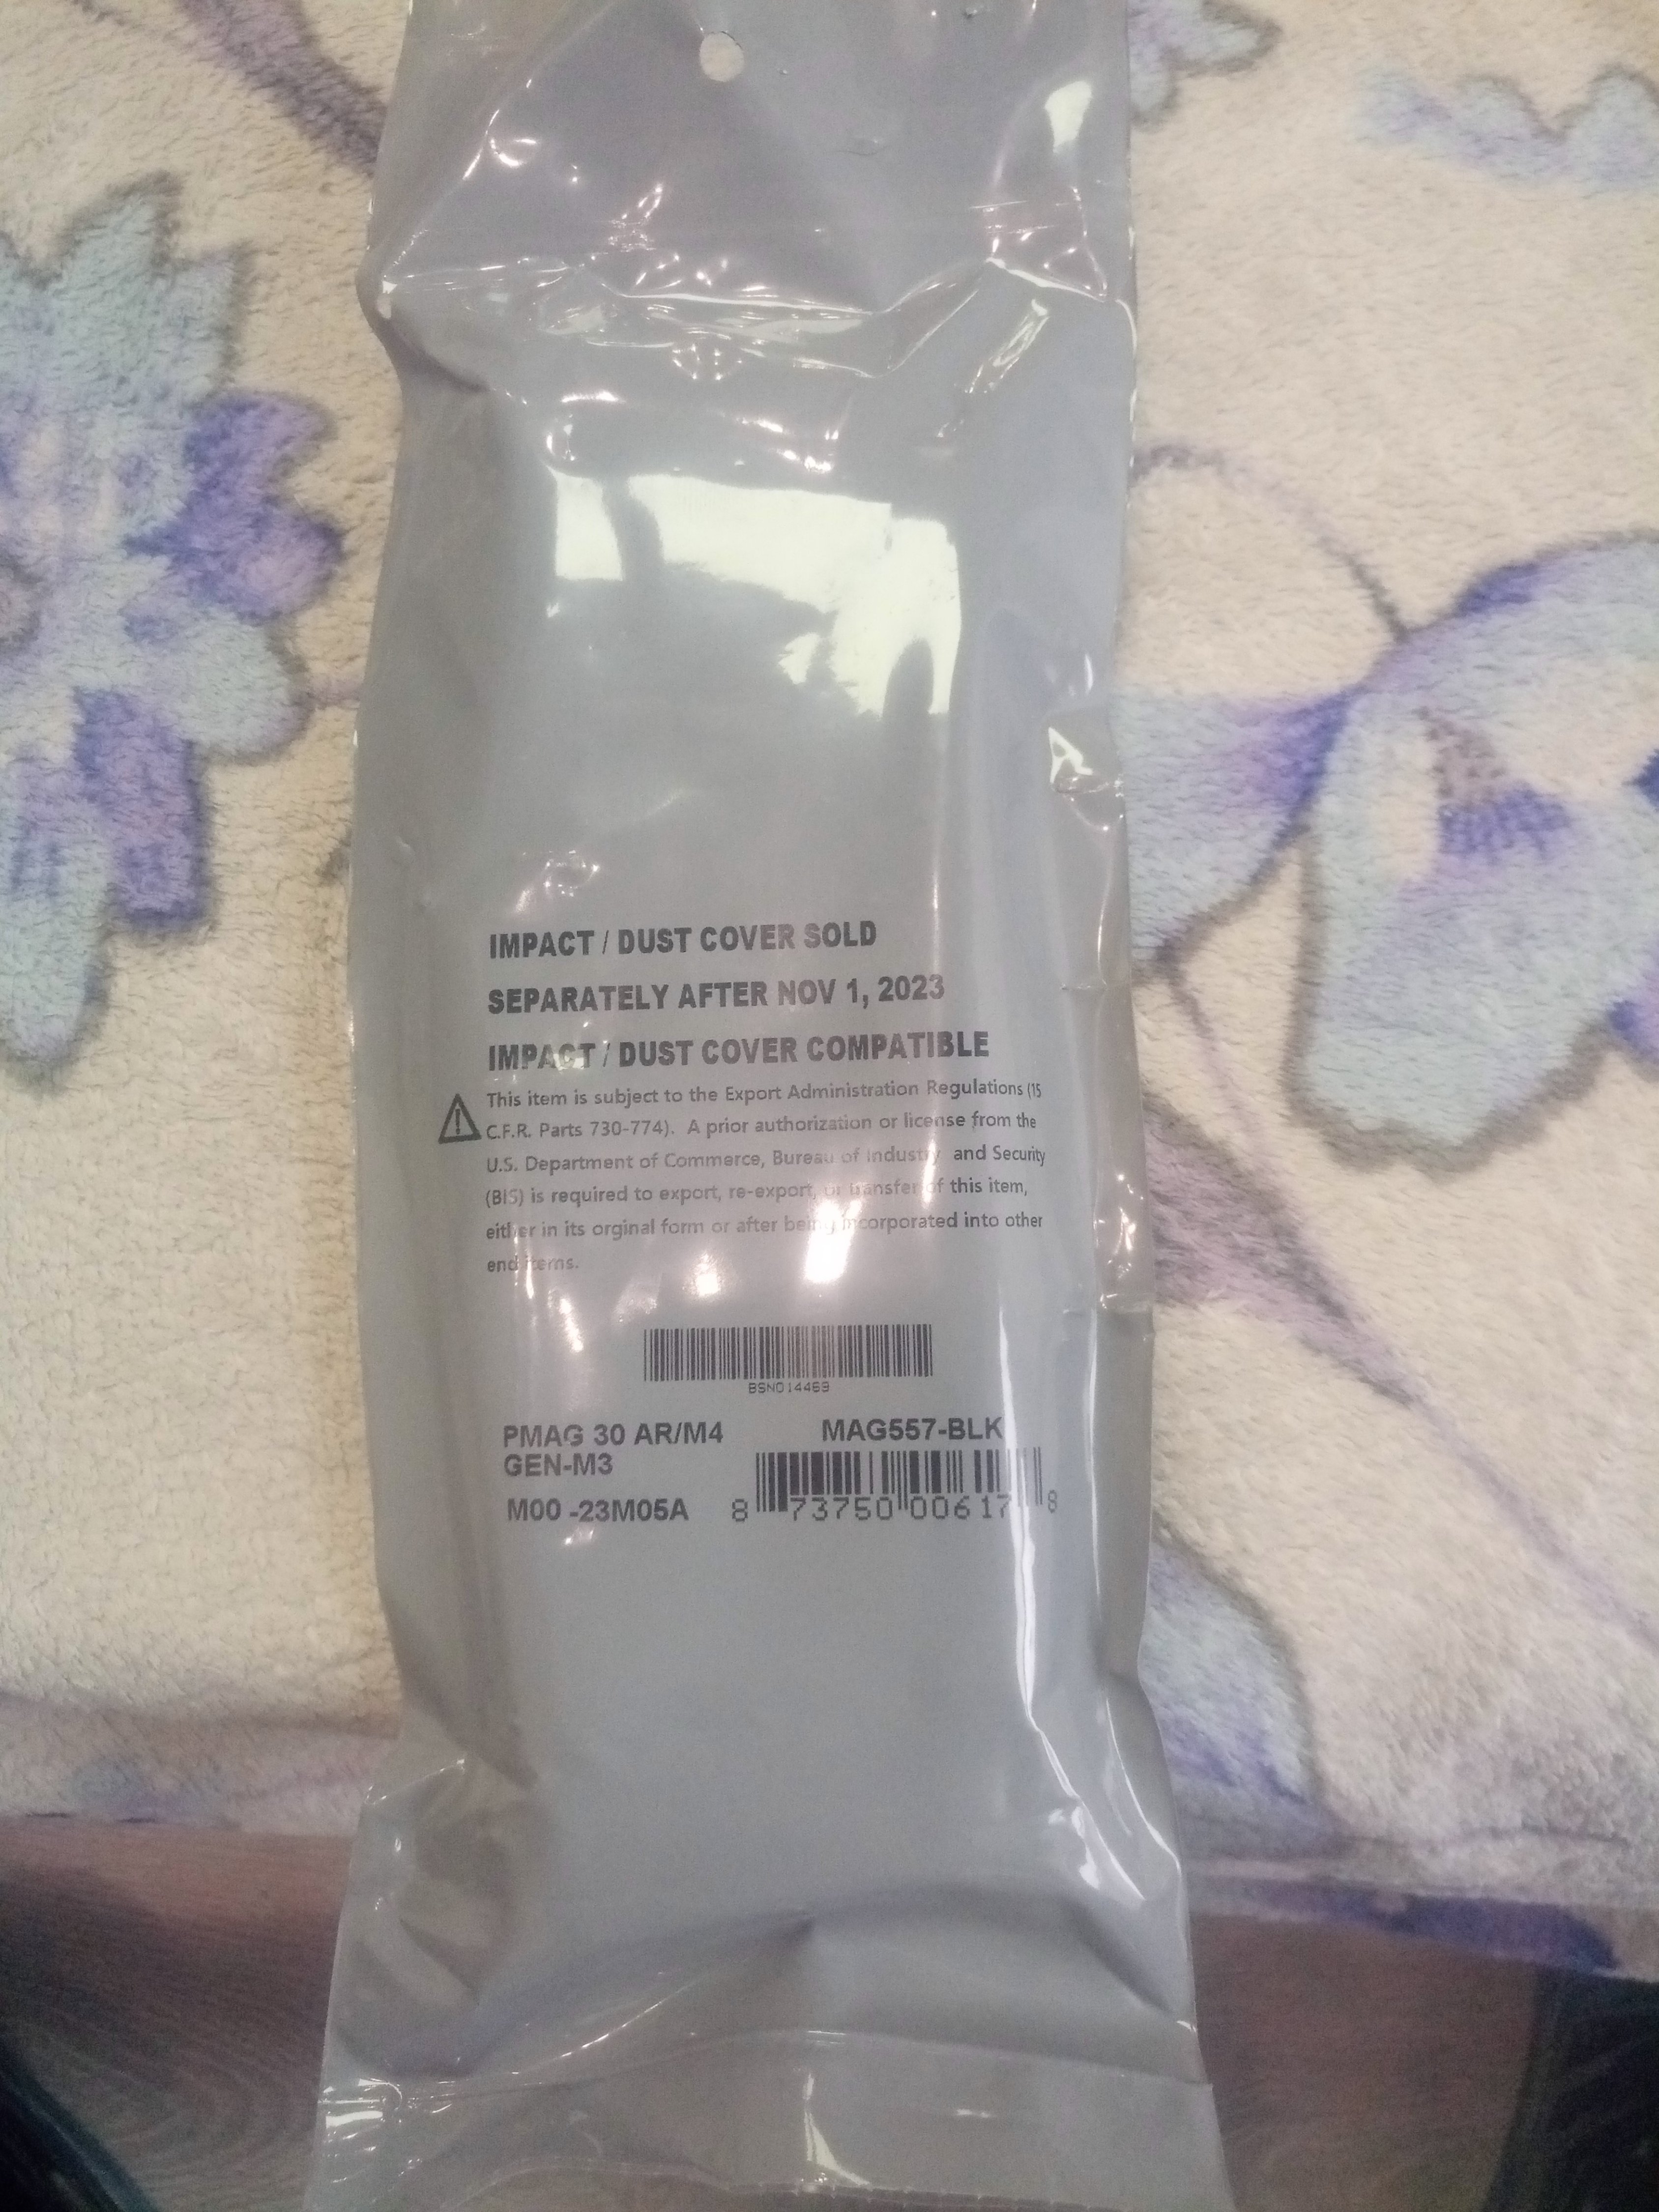 IMPACT / DUST COVER SOLD
SEPARATELY AFTER NOV 1, 2023
IMPACT / DUST COVER COMPATIBLE
This item is subject to the Export Administration Regulations (15
C.F.R. Parts 730-774). A prior authorization or license from the
U.S. Department of Commerce, Bureau of Industry and Security
(BIS) is required to export, re-export, or transfer of this item,
either in its orginal form or after being incorporated into other
end items.
BSN014469
PMAG 30 AR/M4 MAG557-BLK
GEN-M3
M00 -23M05A 8 73750 00617 8